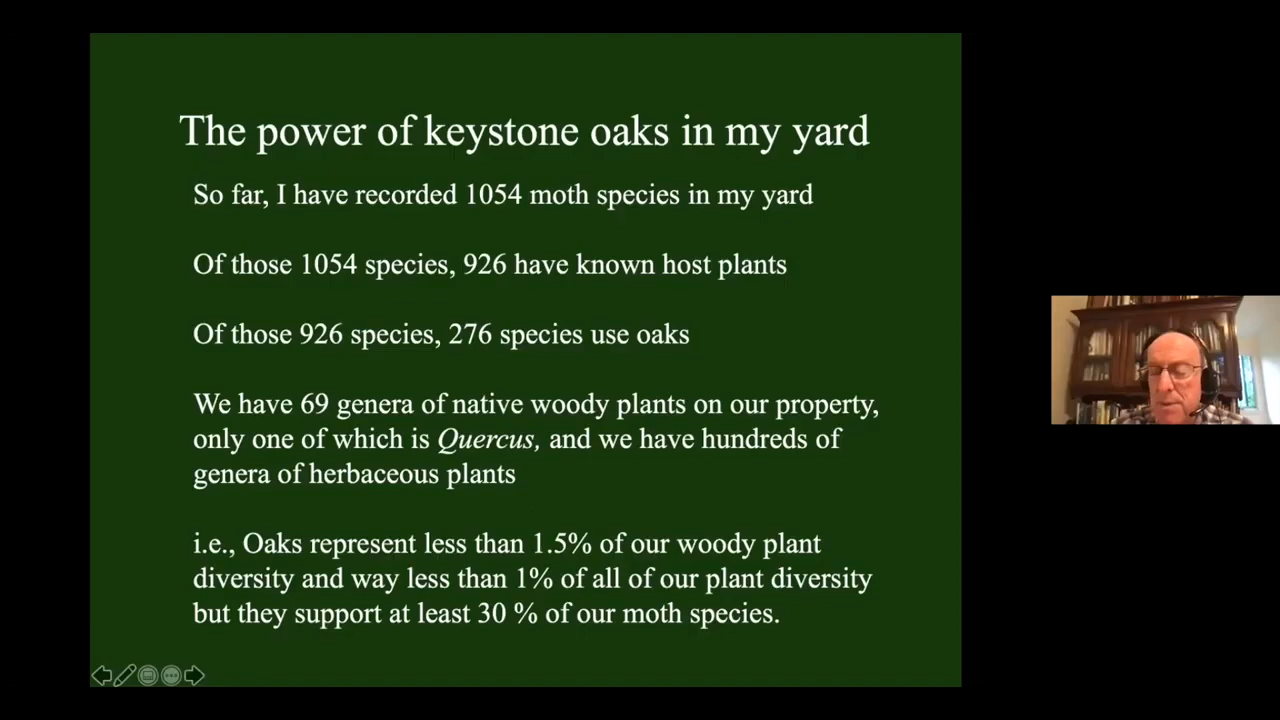 The power of keystone oaks in my yard
So far, I have recorded 1054 moth species in my yard
Of those 1054 species, 926 have known host plants
Of those 926 species, 276 species use oaks
We have 69 genera of native woody plants on our property,
only one of which is Quercus, and we have hundreds of
genera of herbaceous plants
i.e., Oaks represent less than 1.5% of our woody plant
diversity and way less than 1% of all of our plant diversity
but they support at least 30 % of our moth species.